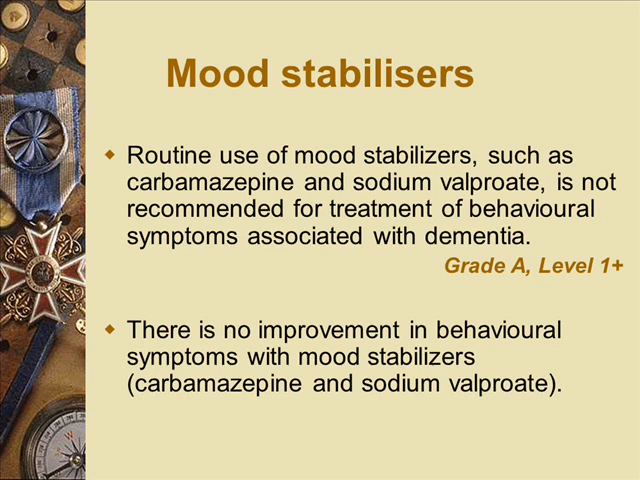 Mood stabilisers
Routine use of mood stabilizers, such as
carbamazepine and sodium valproate, is not
recommended for treatment of behavioural
symptoms associated with dementia.
Grade A, Level 1+
There is no improvement in behavioural
symptoms with mood stabilizers
(carbamazepine and sodium valproate).